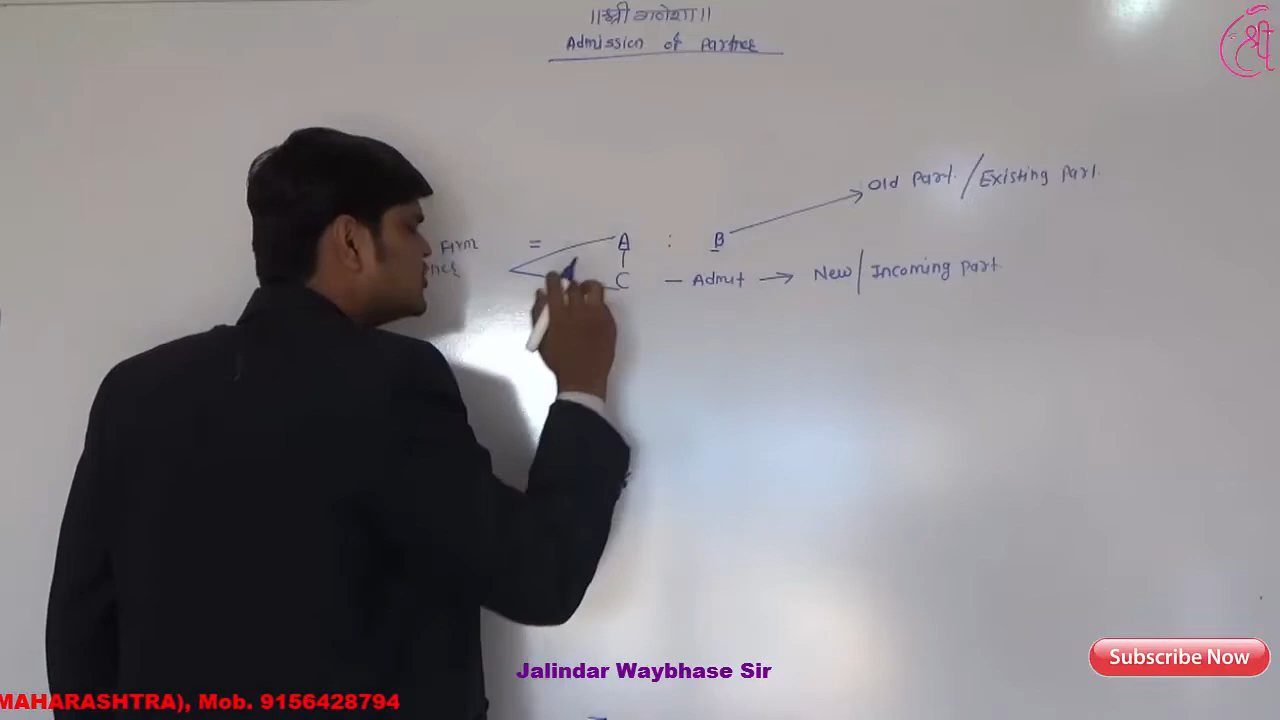 ॥श्री गणेशा॥
Admission of Partner
श्री
Old Part. / Existing Part.
Firm = A : B
C — Admit → New / Incoming Part
Jalindar Waybhase Sir
Subscribe Now
MAHARASHTRA), Mob. 9156428794